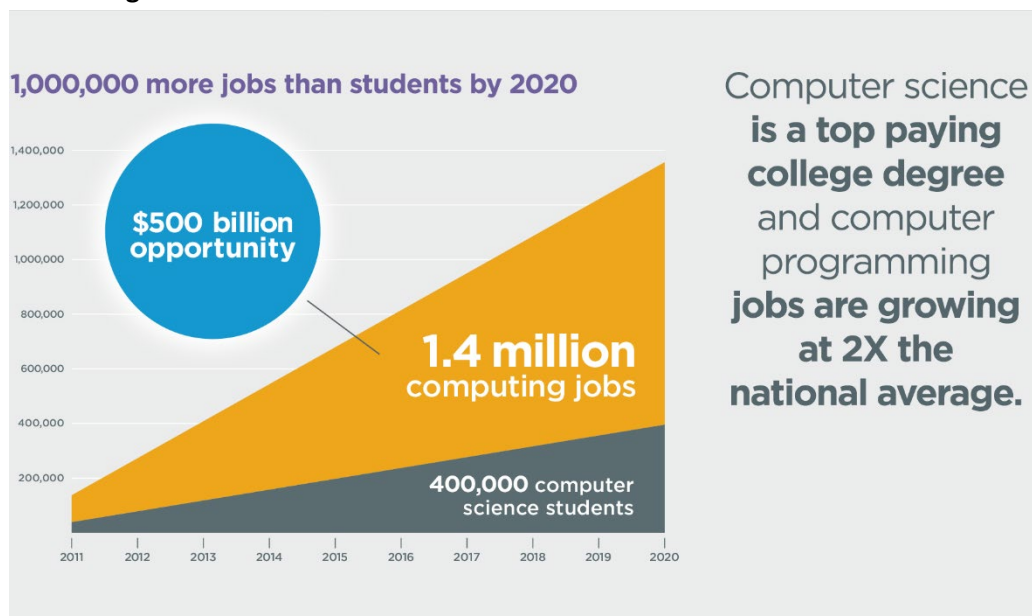 1,000,000 more jobs than students by 2020
1,400,000
1,200,000
1,000,000
800,000
600,000
400,000
200,000
$500 billion
opportunity
1.4 million
computing jobs
400,000 computer
science students
2011 2012 2013 2014 2015 2016 2017 2018 2019 2020
Computer science
is a top paying
college degree
and computer
programming
jobs are growing
at 2X the
national average.